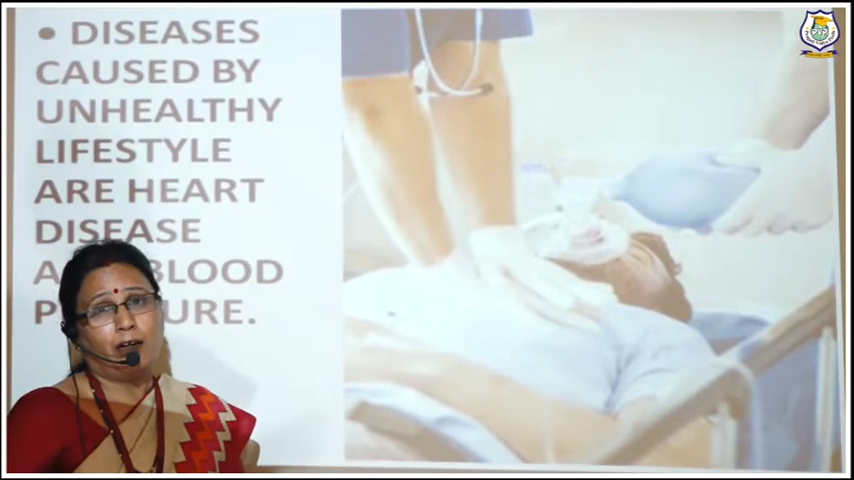 • DISEASES
CAUSED BY
UNHEALTHY
LIFESTYLE
ARE HEART
DISEASE
BLOOD